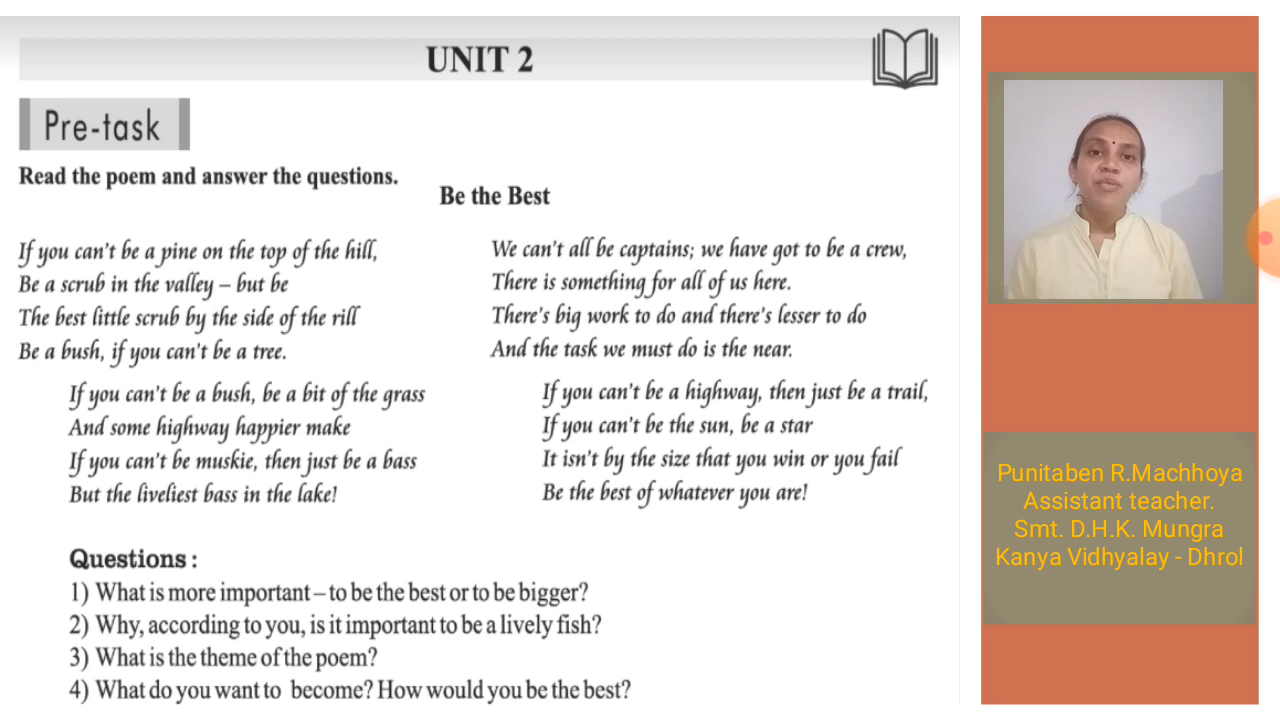 UNIT 2
Pre-task
Read the poem and answer the questions.
Be the Best
If you can't be a pine on the top of the hill,
Be a scrub in the valley – but be
The best little scrub by the side of the rill
Be a bush, if you can't be a tree.
If you can't be a bush, be a bit of the grass
And some highway happier make
If you can't be muskie, then just be a bass
But the liveliest bass in the lake!
We can't all be captains; we have got to be a crew,
There is something for all of us here.
There's big work to do and there's lesser to do
And the task we must do is the near.
If you can't be a highway, then just be a trail,
If you can't be the sun, be a star
It isn't by the size that you win or you fail
Be the best of whatever you are!
Questions :
1) What is more important – to be the best or to be bigger?
2) Why, according to you, is it important to be a lively fish?
3) What is the theme of the poem?
4) What do you want to become? How would you be the best?
Punitaben R.Machhoya
Assistant teacher.
Smt. D.H.K. Mungra
Kanya Vidhyalay - Dhrol